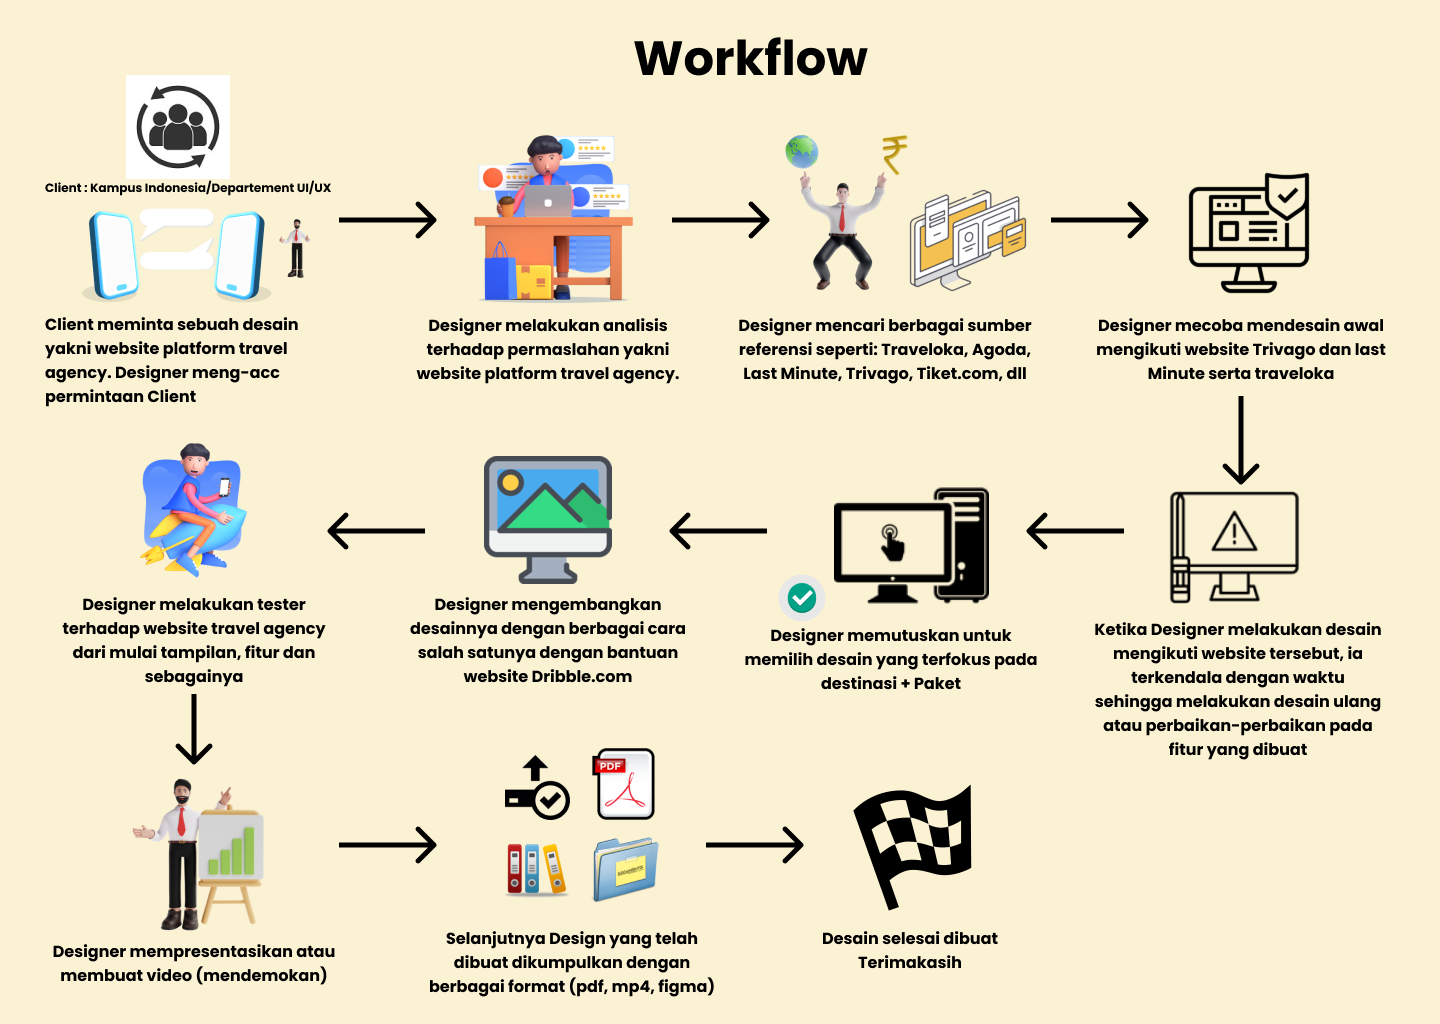 Workflow
Client : Kampus Indonesia/Departement UI/UX
Client meminta sebuah desain
yakni website platform travel
agency. Designer meng-acc
permintaan Client
Designer melakukan analisis
terhadap permaslahan yakni
website platform travel agency.
Designer mencari berbagai sumber
referensi seperti: Traveloka, Agoda,
Last Minute, Trivago, Tiket.com, dll
Designer mecoba mendesain awal
mengikuti website Trivago dan last
Minute serta traveloka
Ketika Designer melakukan desain
mengikuti website tersebut, ia
terkendala dengan waktu
sehingga melakukan desain ulang
atau perbaikan-perbaikan pada
fitur yang dibuat
Designer memutuskan untuk
memilih desain yang terfokus pada
destinasi + Paket
Designer mengembangkan
desainnya dengan berbagai cara
salah satunya dengan bantuan
website Dribble.com
Designer melakukan tester
terhadap website travel agency
dari mulai tampilan, fitur dan
sebagainya
Designer mempresentasikan atau
membuat video (mendemokan)
PDF
DOCUMENTS
Selanjutnya Design yang telah
dibuat dikumpulkan dengan
berbagai format (pdf, mp4, figma)
Desain selesai dibuat
Terimakasih